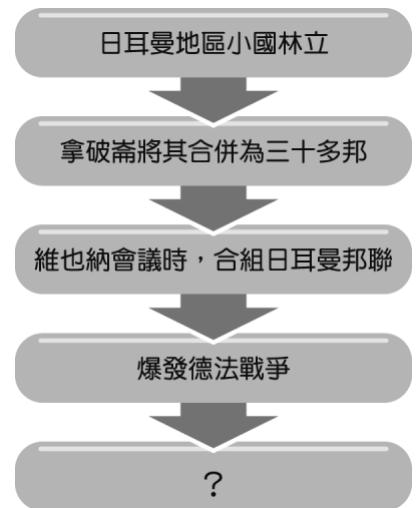 日耳曼地區小國林立
拿破崙將其合併為三十多邦
維也納會議時，合組日耳曼邦聯
爆發德法戰爭
？